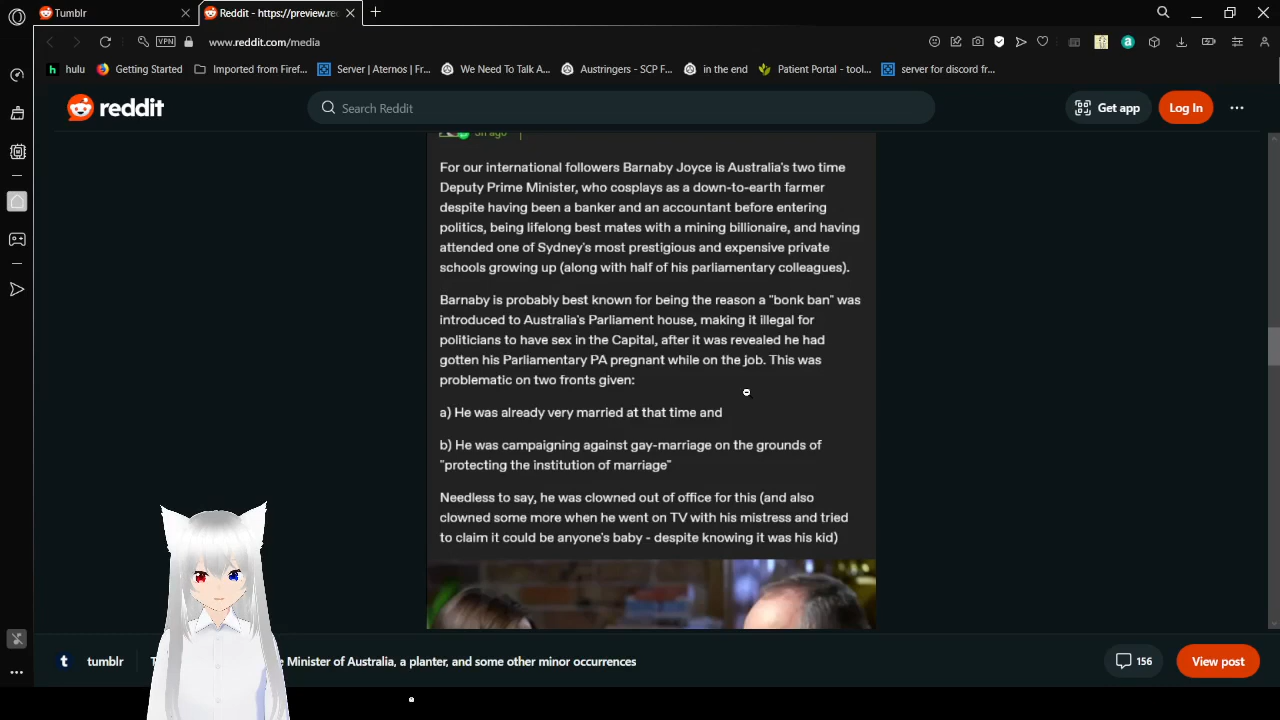 Tumblr
Reddit - https://preview.re
VPN
www.reddit.com/media
hulu
Getting Started
Imported from Firef...
Server | Aternos | Fr...
We Need To Talk A...
Austringers - SCP F...
in the end
Patient Portal - tool...
server for discord fr...
reddit
Search Reddit
Get app
Log In
5h ago
For our international followers Barnaby Joyce is Australia's two time
Deputy Prime Minister, who cosplays as a down-to-earth farmer
despite having been a banker and an accountant before entering
politics, being lifelong best mates with a mining billionaire, and having
attended one of Sydney's most prestigious and expensive private
schools growing up (along with half of his parliamentary colleagues).
Barnaby is probably best known for being the reason a "bonk ban" was
introduced to Australia's Parliament house, making it illegal for
politicians to have sex in the Capital, after it was revealed he had
gotten his Parliamentary PA pregnant while on the job. This was
problematic on two fronts given:
a) He was already very married at that time and
b) He was campaigning against gay-marriage on the grounds of
"protecting the institution of marriage"
Needless to say, he was clowned out of office for this (and also
clowned some more when he went on TV with his mistress and tried
to claim it could be anyone's baby - despite knowing it was his kid)
tumblr
Minister of Australia, a planter, and some other minor occurrences
156
View post